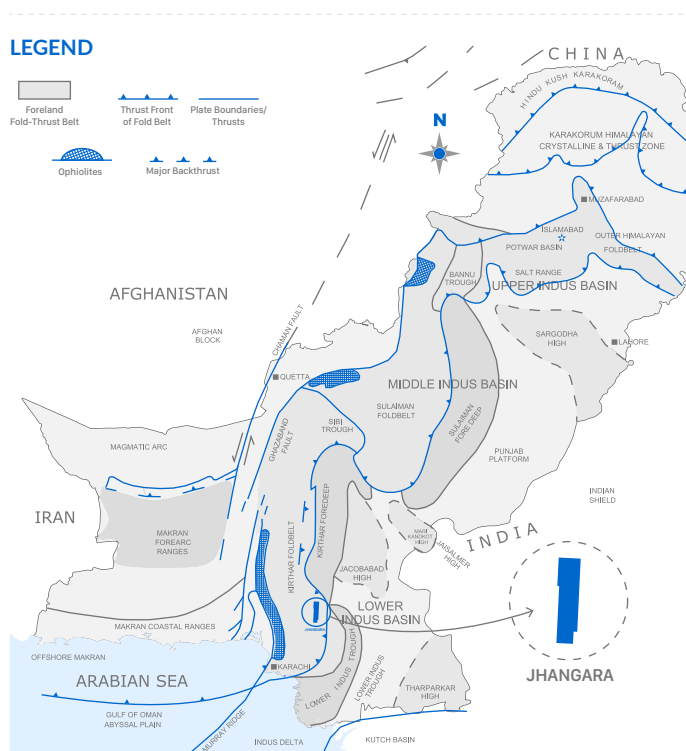 LEGEND
Foreland
Fold-Thrust Belt
Thrust Front
of Fold Belt
Plate Boundaries/
Thrusts
Ophiolites
Major Backthrust
N
CHINA
HINDU KUSH KARAKORAM
KARAKORUM HIMALAYAN
CRYSTALLINE & THRUST ZONE
MUZAFARABAD
ISLAMABAD
OUTER HIMALAYAN
FOLDBELT
POTWAR BASIN
BANNU
TROUGH
SALT RANGE
UPPER INDUS BASIN
AFGHANISTAN
AFGHAN
BLOCK
CHAMAN FAULT
SARGODHA
HIGH
LAHORE
QUETTA
MIDDLE INDUS BASIN
SULAIMAN
FOLDBELT
SULAIMAN
FORE DEEP
SIBI
TROUGH
GHAZABAND
FAULT
MAGMATIC ARC
PUNJAB
PLATFORM
INDIAN
SHIELD
IRAN
MAKRAN
FOREARC
RANGES
KIRTHAR FOLDBELT
KIRTHAR FOREDEEP
MARI
KANDKOT
HIGH
JAISALMER
HIGH
INDIA
JACOBABAD
HIGH
LOWER
INDUS BASIN
JHANGARA
MAKRAN COASTAL RANGES
OFFSHORE MAKRAN
KARACHI
LOWER INDUS TROUGH
LOWER INDUS
TROUGH
THARPARKAR
HIGH
JHANGARA
ARABIAN SEA
GULF OF OMAN
ABYSSAL PLAIN
MURRAY RIDGE
INDUS DELTA
KUTCH BASIN